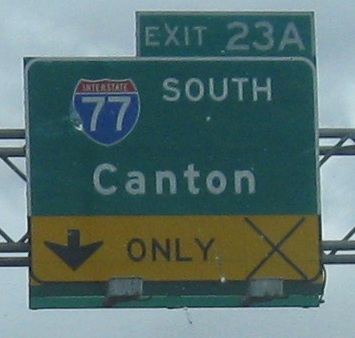 EXIT 23A
INTERSTATE
77 SOUTH
Canton
ONLY